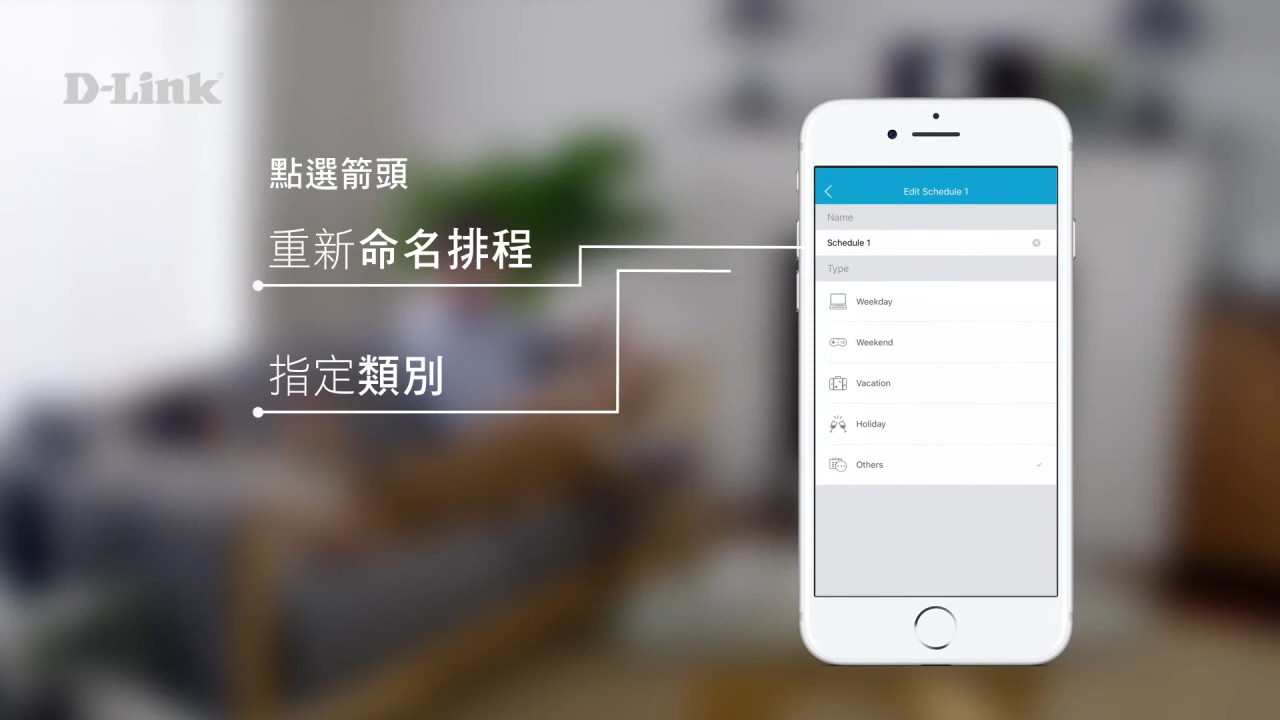 D-Link®
點選箭頭
重新命名排程
指定類別
Edit Schedule 1
Name
Schedule 1
Type
Weekday
Weekend
Vacation
Holiday
Others